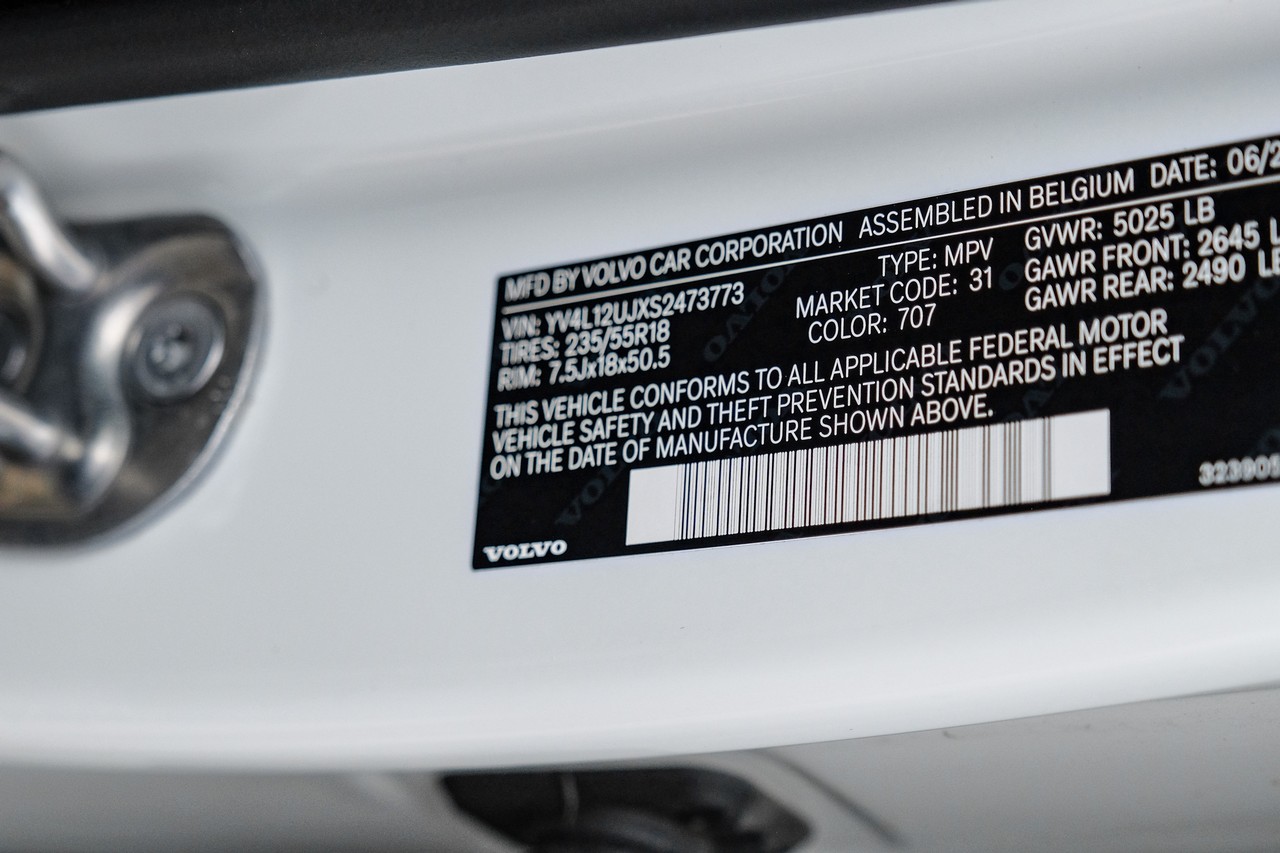 MFD BY VOLVO CAR CORPORATION ASSEMBLED IN BELGIUM DATE: 06/2
VIN: YV4L12UJXS2473773 TYPE: MPV GVWR: 5025 LB
TIRES: 235/55R18 MARKET CODE: 31 GAWR FRONT: 2645 L
RIM: 7.5Jx18x50.5 COLOR: 707 GAWR REAR: 2490 LB
THIS VEHICLE CONFORMS TO ALL APPLICABLE FEDERAL MOTOR
VEHICLE SAFETY AND THEFT PREVENTION STANDARDS IN EFFECT
ON THE DATE OF MANUFACTURE SHOWN ABOVE.
323905
VOLVO